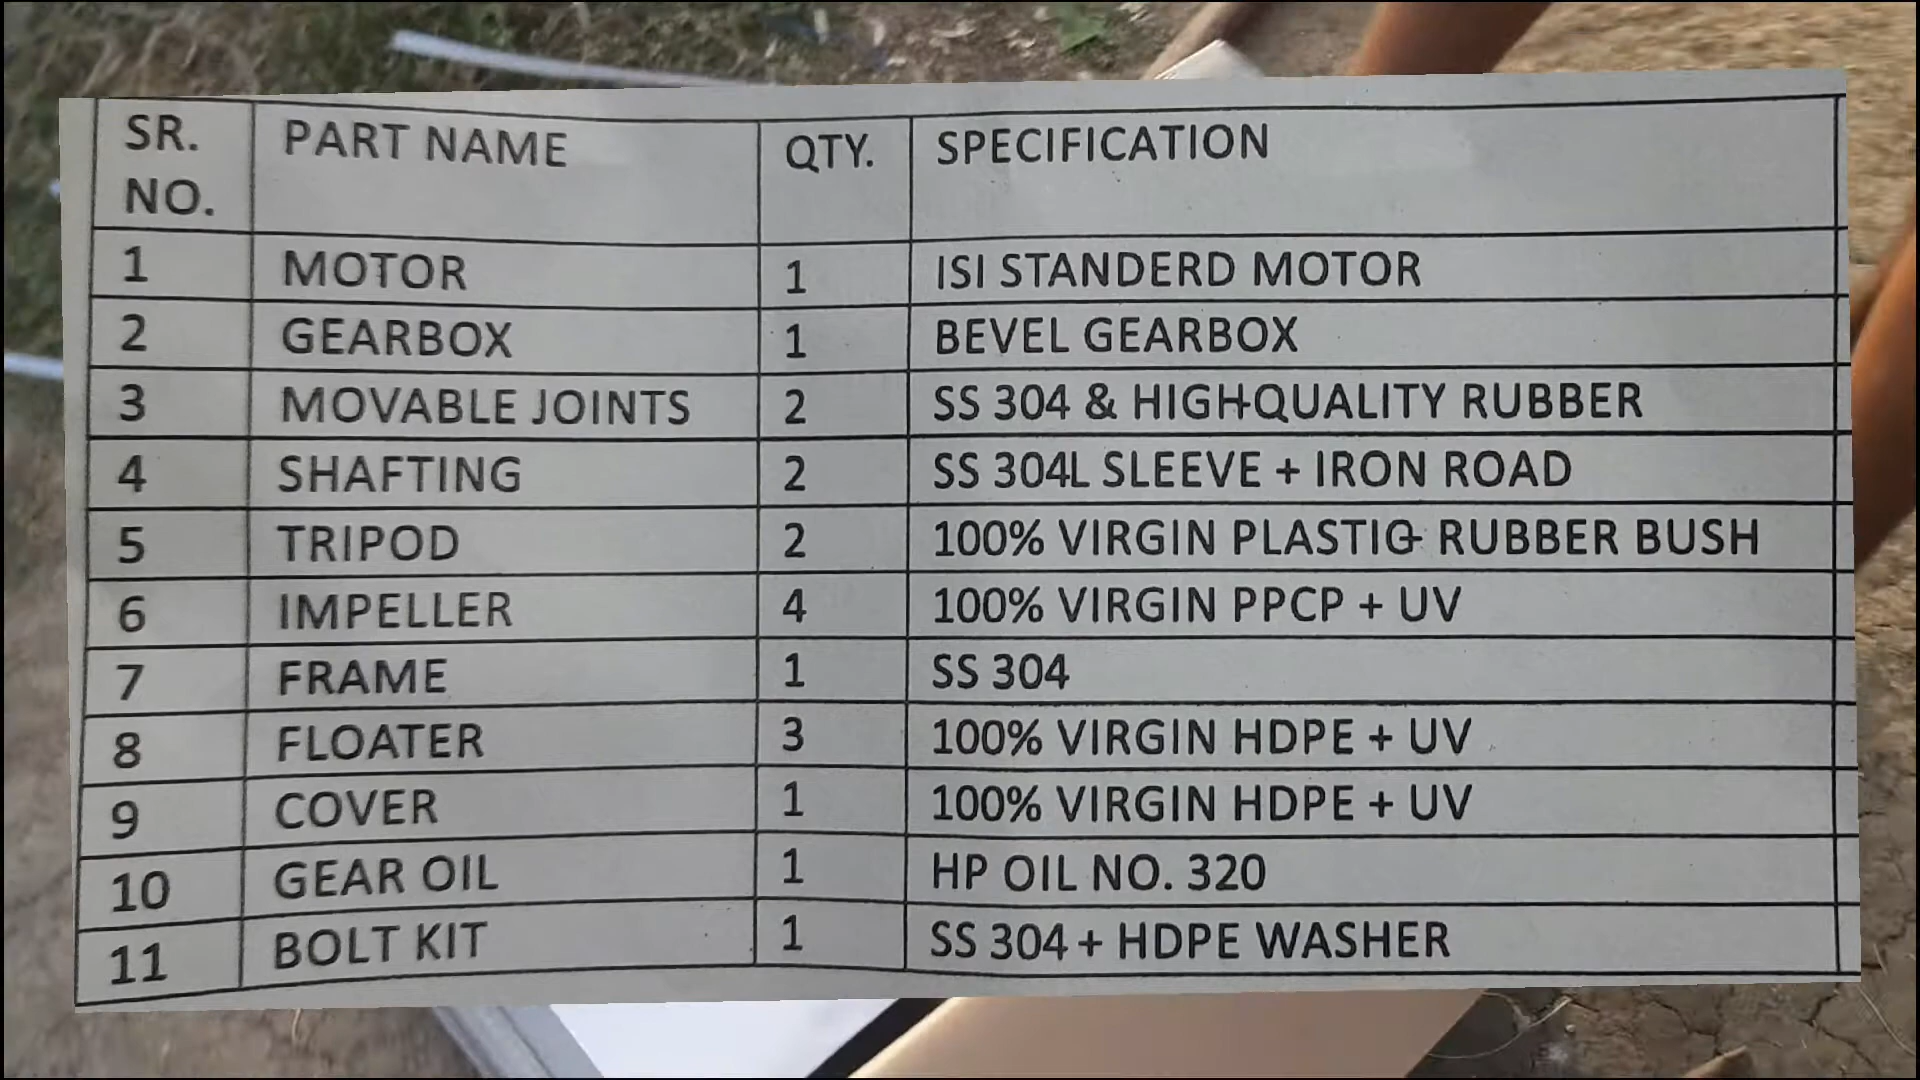 SR. NO. PART NAME QTY. SPECIFICATION
1 MOTOR 1 ISI STANDERD MOTOR
2 GEARBOX 1 BEVEL GEARBOX
3 MOVABLE JOINTS 2 SS 304 & HIGH-QUALITY RUBBER
4 SHAFTING 2 SS 304L SLEEVE + IRON ROAD
5 TRIPOD 2 100% VIRGIN PLASTIC- RUBBER BUSH
6 IMPELLER 4 100% VIRGIN PPCP + UV
7 FRAME 1 SS 304
8 FLOATER 3 100% VIRGIN HDPE + UV
9 COVER 1 100% VIRGIN HDPE + UV
10 GEAR OIL 1 HP OIL NO. 320
11 BOLT KIT 1 SS 304 + HDPE WASHER